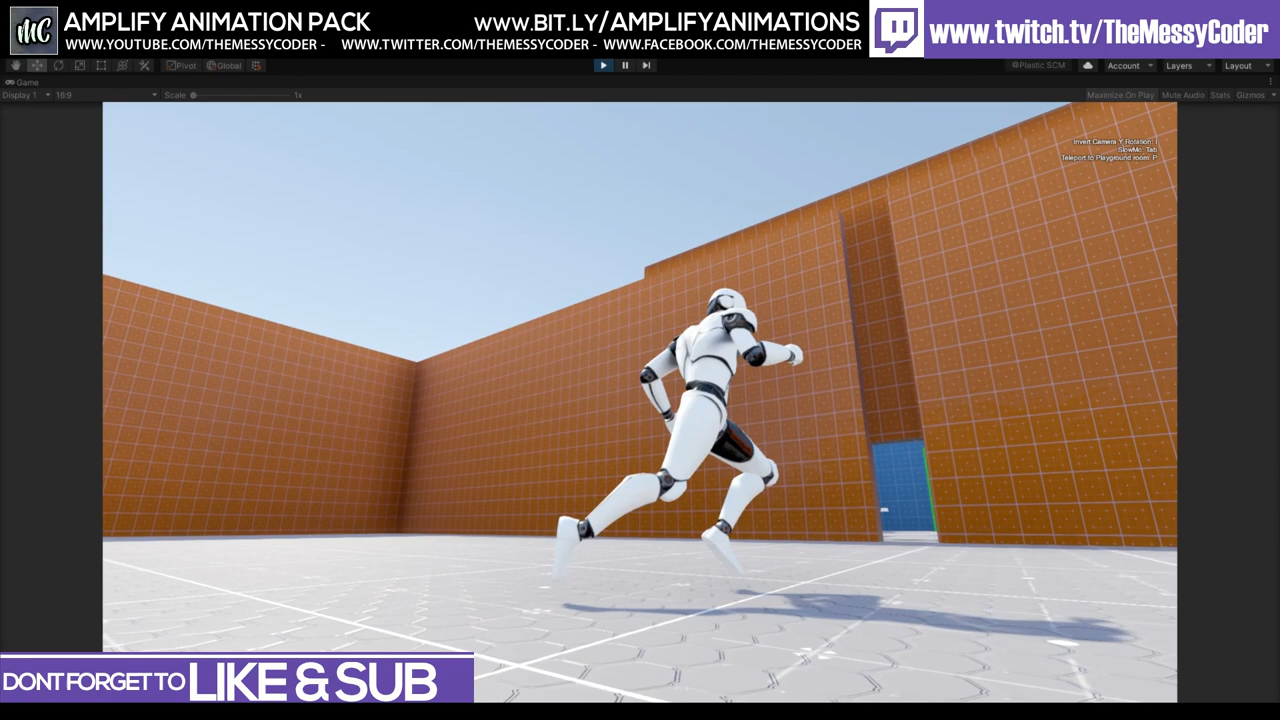 mC
AMPLIFY ANIMATION PACK
WWW.BIT.LY/AMPLIFYANIMATIONS
WWW.YOUTUBE.COM/THEMESSYCODER - WWW.TWITTER.COM/THEMESSYCODER - WWW.FACEBOOK.COM/THEMESSYCODER
www.twitch.tv/TheMessyCoder
Pivot Global Plastic SCM Account Layers Layout
Game
Display 1 16:9 Scale 1x Maximize On Play Mute Audio Stats Gizmos
Invert Camera Y Rotation: I
SlowMo: Tab
Teleport to Playground room: P
DONT FORGET TO LIKE & SUB